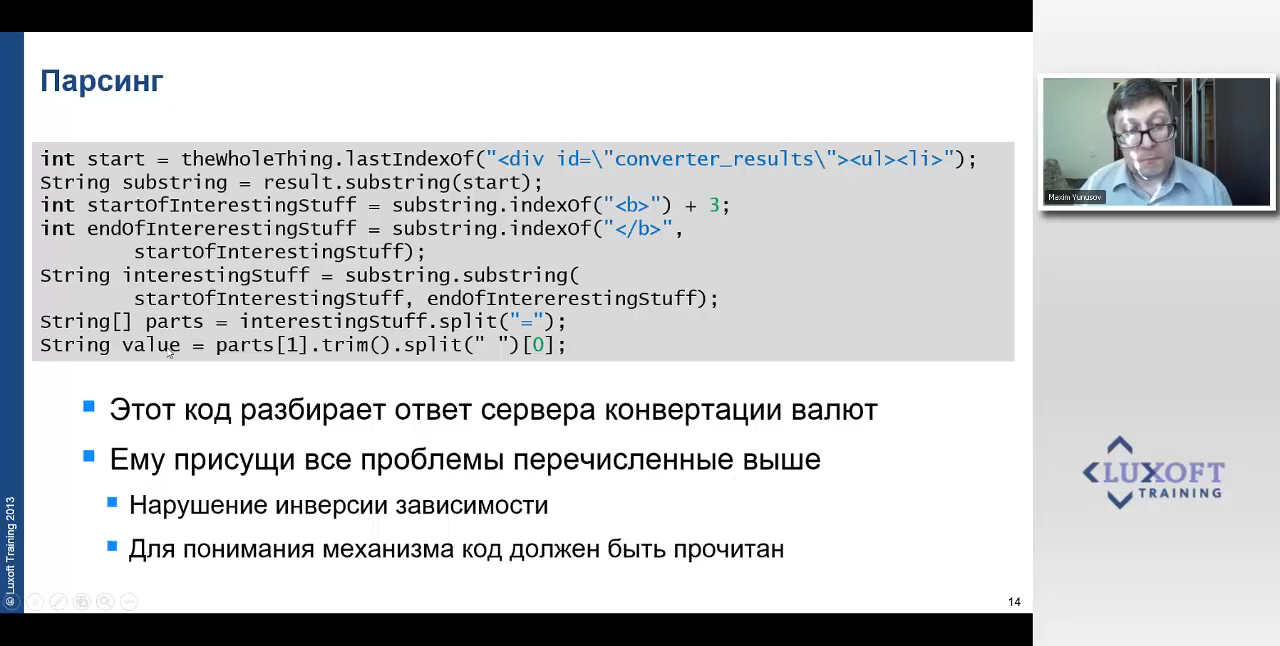 Парсинг
int start = theWholeThing.lastIndexOf("<div id=\"converter_results\"><ul><li>");
String substring = result.substring(start);
int startOfInterestingStuff = substring.indexOf("<b>") + 3;
int endOfIntererestingStuff = substring.indexOf("</b>",
startOfInterestingStuff);
String interestingStuff = substring.substring(
startOfInterestingStuff, endOfIntererestingStuff);
String[] parts = interestingStuff.split("=");
String value = parts[1].trim().split(" ")[0];
Этот код разбирает ответ сервера конвертации валют
Ему присущи все проблемы перечисленные выше
Нарушение инверсии зависимости
Для понимания механизма код должен быть прочитан
© Luxoft Training 2013
14
Maxim Yunusov
LUXOFT
TRAINING